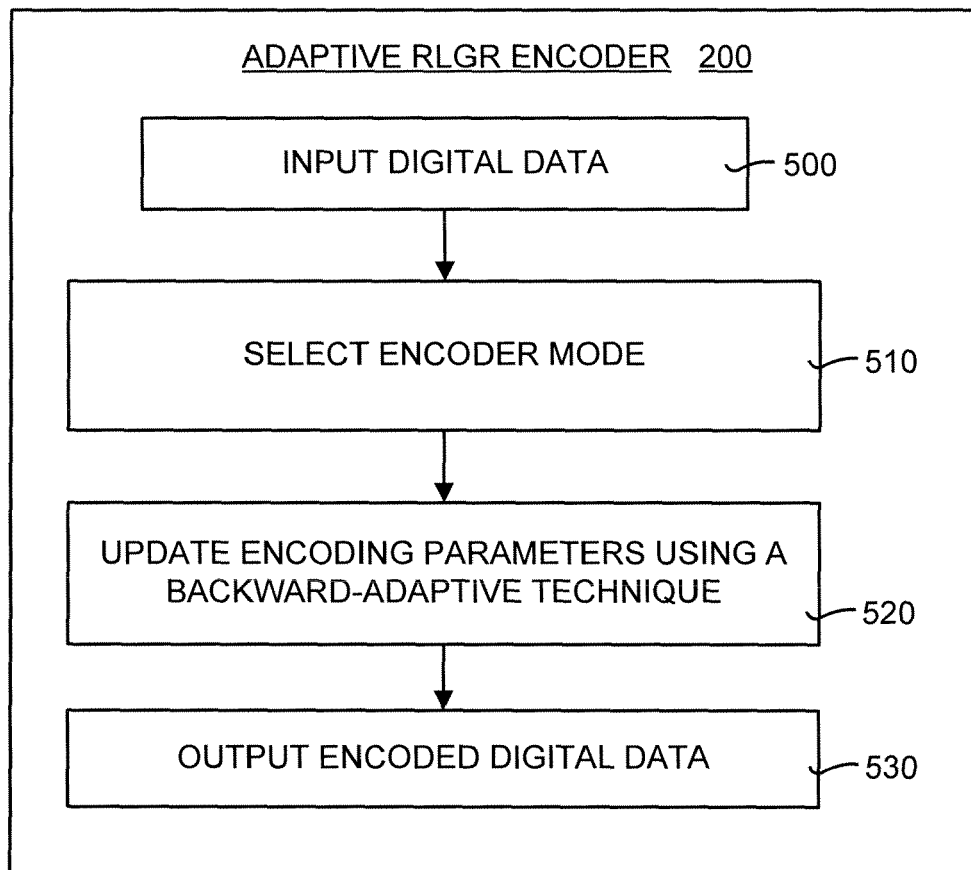 ADAPTIVE RLGR ENCODER 200
INPUT DIGITAL DATA
500
SELECT ENCODER MODE
510
UPDATE ENCODING PARAMETERS USING A
BACKWARD-ADAPTIVE TECHNIQUE
520
OUTPUT ENCODED DIGITAL DATA
530